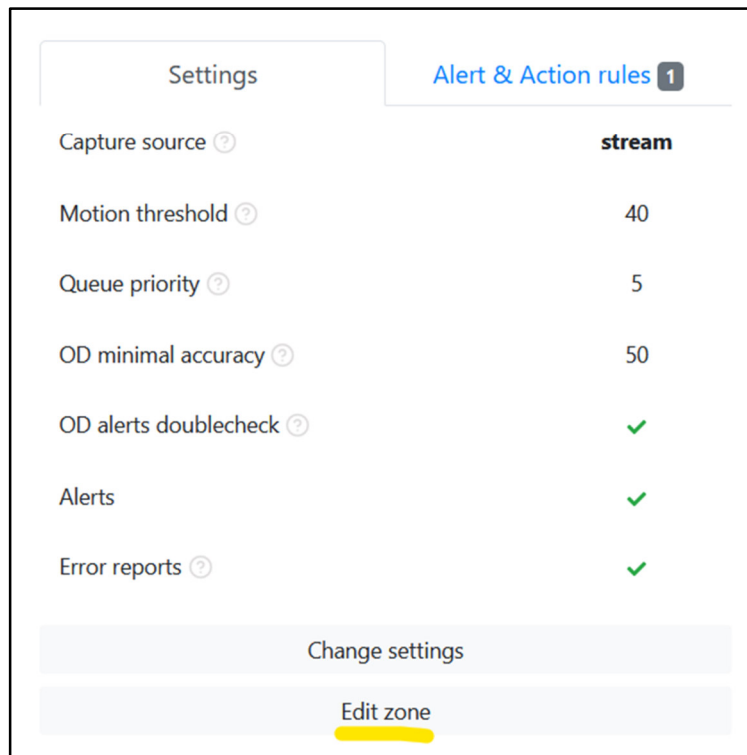 Settings Alert & Action rules 1
Capture source ? stream
Motion threshold ? 40
Queue priority ? 5
OD minimal accuracy ? 50
OD alerts doublecheck ?
Alerts
Error reports ?
Change settings
Edit zone